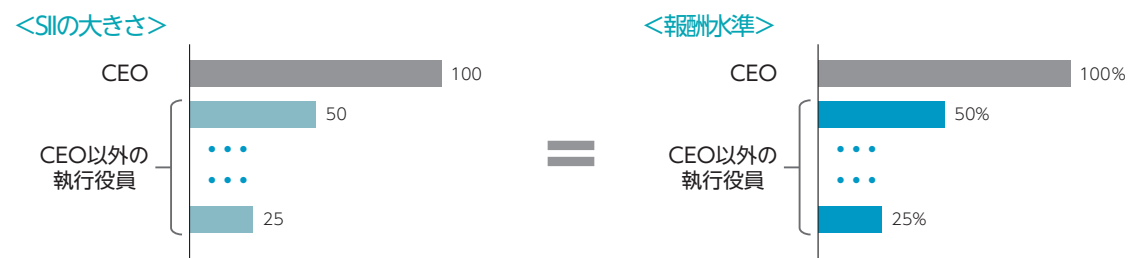 ＜SIIの大きさ＞
CEO
100
50
CEO以外の
執行役員
・・・
・・・
25
＝
＜報酬水準＞
CEO
100%
50%
CEO以外の
執行役員
・・・
・・・
25%